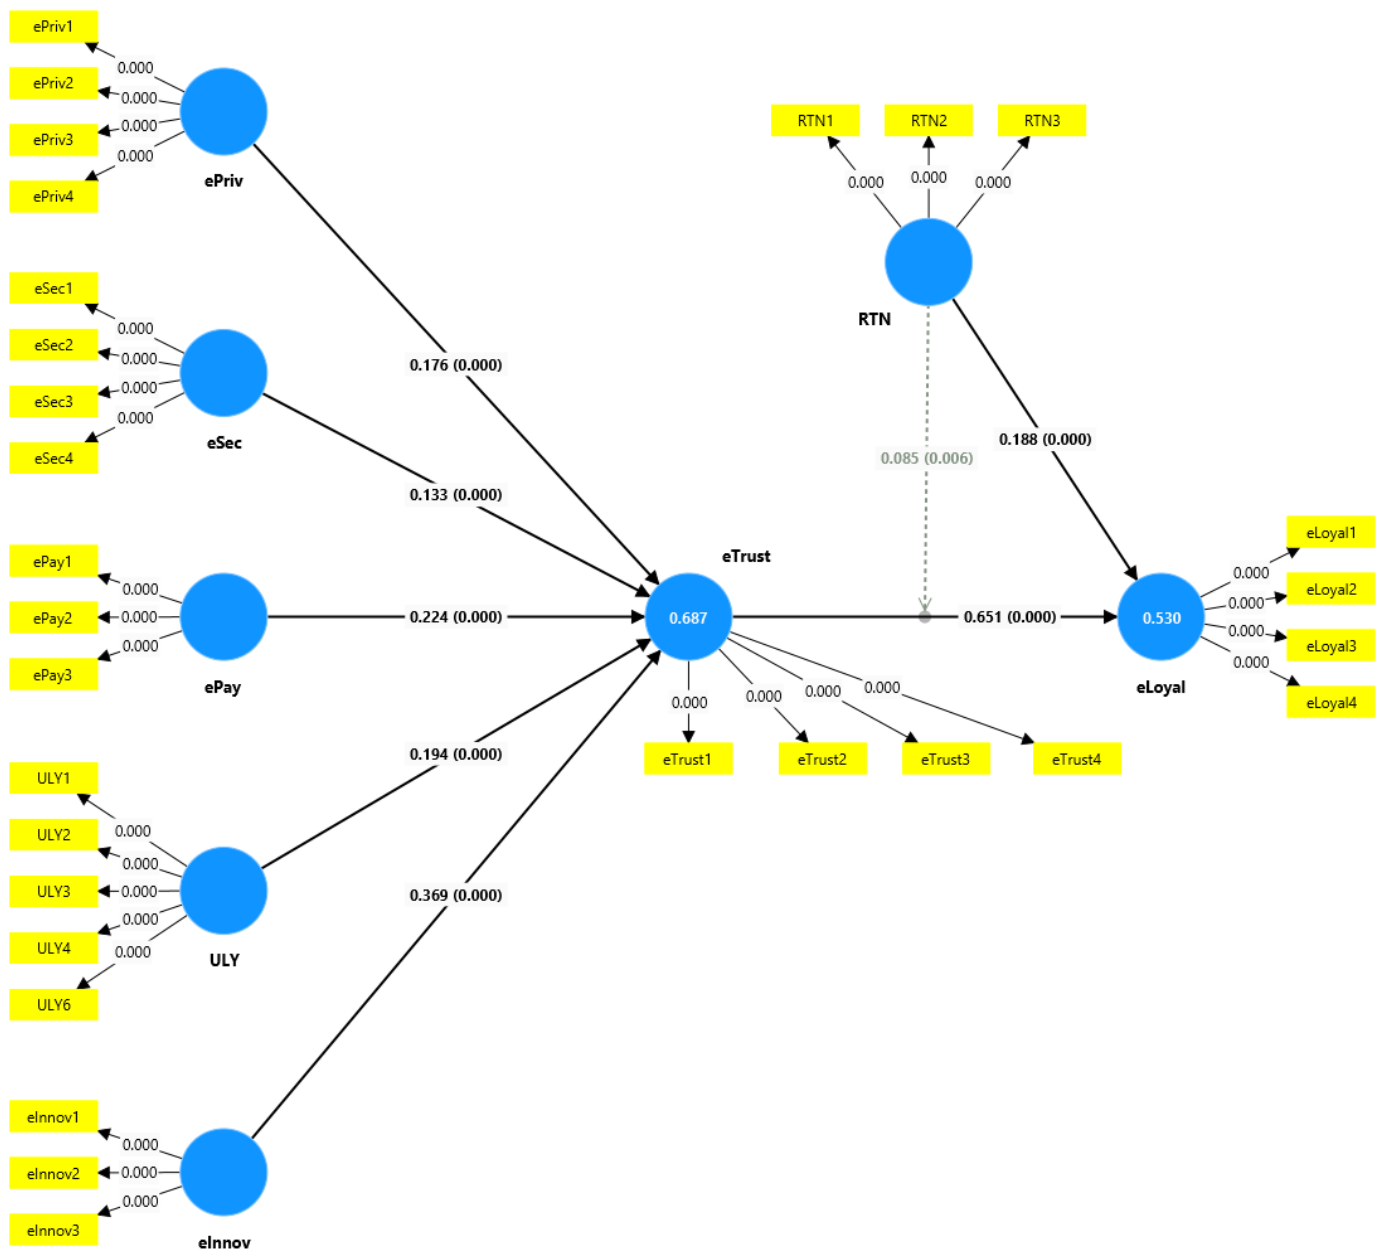 ePriv1
0.000
ePriv2
0.000
0.000
ePriv3
0.000
ePriv4
ePriv
RTN1
RTN2
RTN3
0.000
0.000
0.000
RTN
eSec1
0.000
eSec2
0.000
0.000
eSec3
0.000
eSec4
eSec
0.176 (0.000)
0.133 (0.000)
0.188 (0.000)
0.085 (0.006)
ePay1
0.000
ePay2
0.000
0.000
ePay3
ePay
0.224 (0.000)
eTrust
0.687
0.651 (0.000)
0.530
eLoyal
eLoyal1
0.000
eLoyal2
0.000
0.000
eLoyal3
0.000
eLoyal4
0.000
0.000
0.000
0.000
eTrust1
eTrust2
eTrust3
eTrust4
0.194 (0.000)
ULY1
0.000
ULY2
0.000
ULY3
0.000
0.000
ULY4
0.000
ULY6
ULY
0.369 (0.000)
eInnov1
0.000
eInnov2
0.000
0.000
eInnov3
eInnov